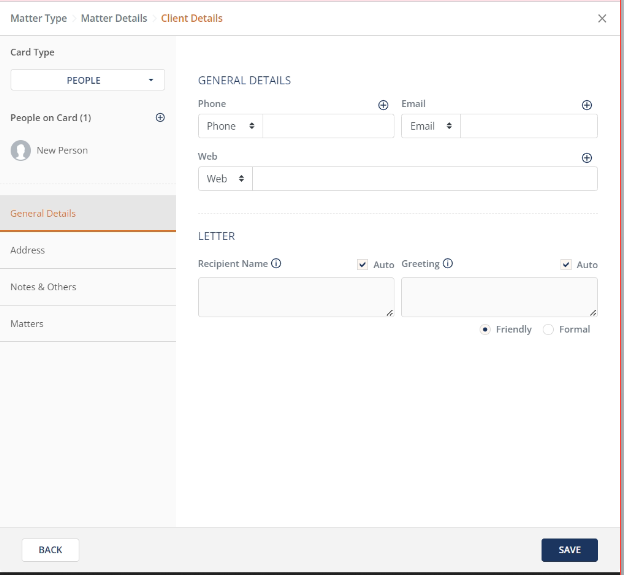 Matter Type Matter Details Client Details
Card Type
PEOPLE
People on Card (1)
New Person
General Details
Address
Notes & Others
Matters
GENERAL DETAILS
Phone Email
Phone Email
Web
Web
LETTER
Recipient Name Auto Greeting Auto
Friendly Formal
BACK SAVE